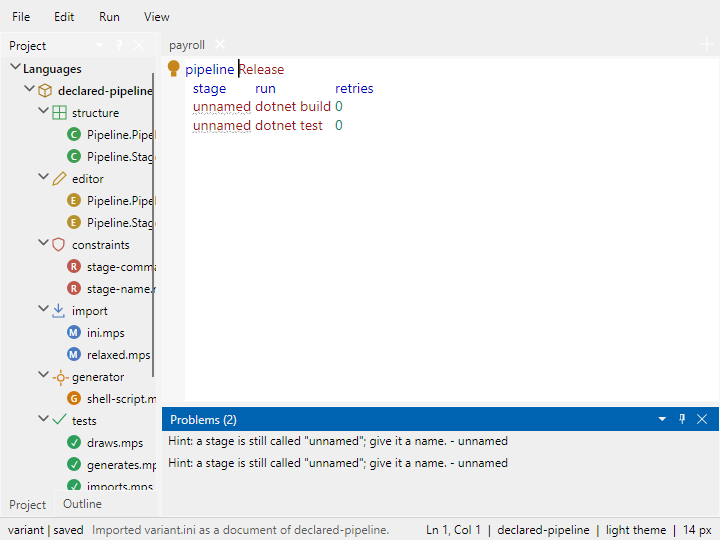 File Edit Run View
Project
payroll
Languages
declared-pipeline
structure
Pipeline.Pipe
Pipeline.Stag
editor
Pipeline.Pipe
Pipeline.Stag
constraints
stage-comma
stage-name.r
import
ini.mps
relaxed.mps
generator
shell-script.m
tests
draws.mps
generates.mp
imports.mps
Project Outline
pipeline Release
stage run retries
unnamed dotnet build 0
unnamed dotnet test 0
Problems (2)
Hint: a stage is still called "unnamed"; give it a name. - unnamed
Hint: a stage is still called "unnamed"; give it a name. - unnamed
variant | saved Imported variant.ini as a document of declared-pipeline. Ln 1, Col 1 | declared-pipeline | light theme | 14 px